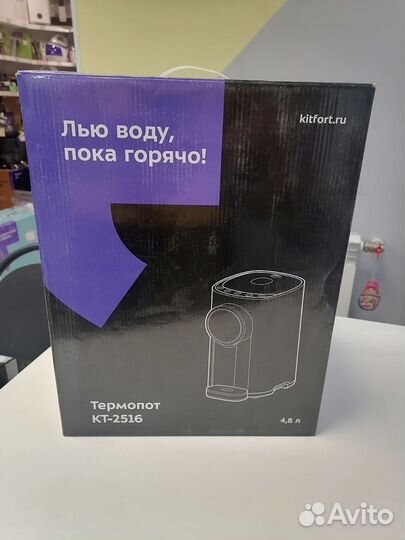 kitfort.ru
Лью воду,
пока горячо!
Термопот
КТ-2516
4,8 л
Avito